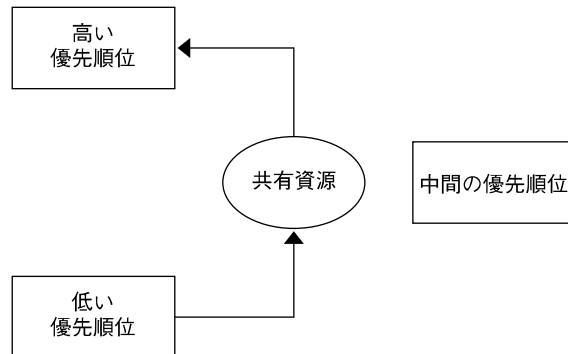 高い
優先順位
共有資源
中間の優先順位
低い
優先順位